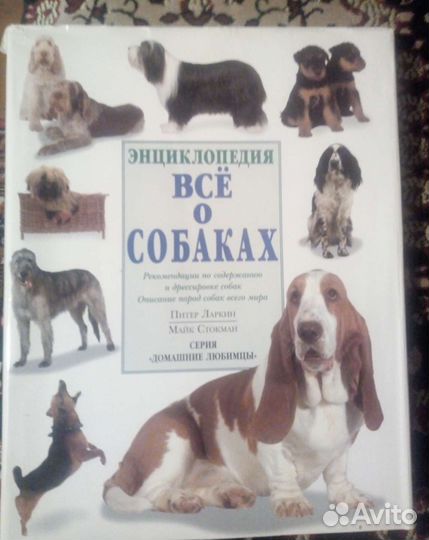 ЭНЦИКЛОПЕДИЯ
ВСЁ
О
СОБАКАХ
Рекомендации по содержанию
и дрессировке собак
Описание пород собак всего мира
ПИТЕР ЛАРКИН
МАЙК СТОКМАН
СЕРИЯ
«ДОМАШНИЕ ЛЮБИМЦЫ»
Avito